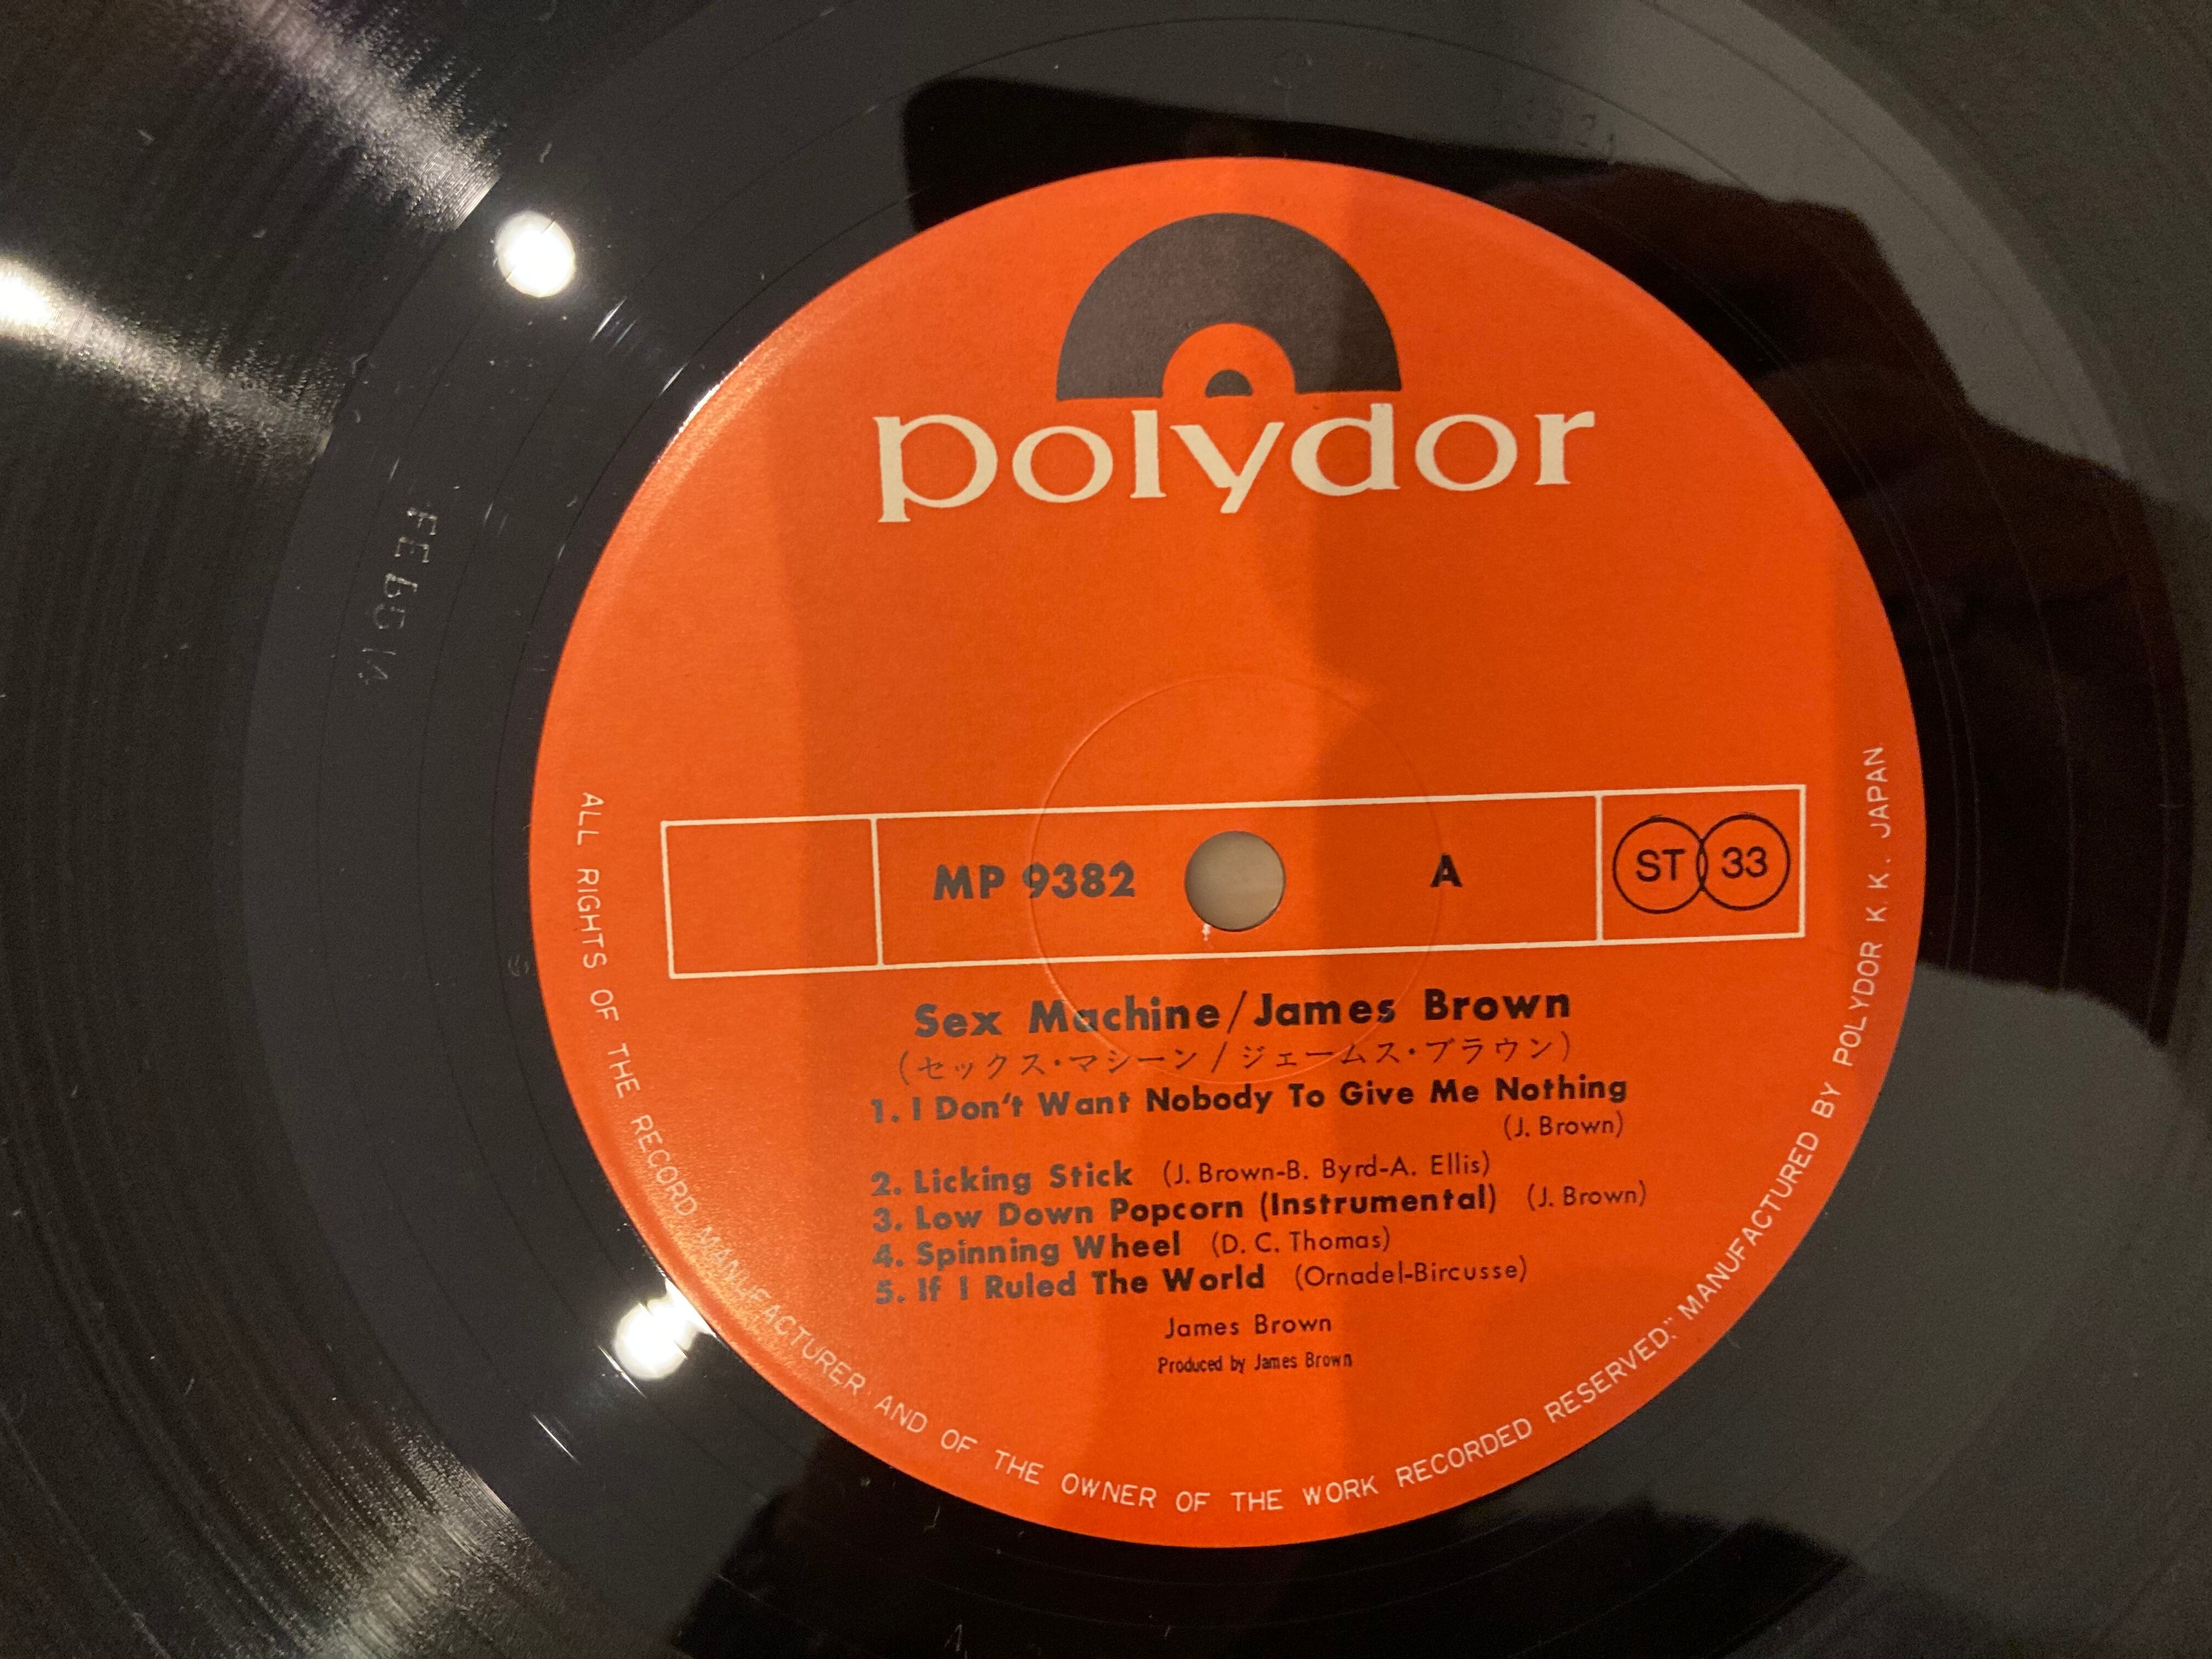 polydor
MP 9382
A
ST 33
Sex Machine/James Brown
(セックス・マシーン/ジェームス・ブラウン)
1. I Don't Want Nobody To Give Me Nothing
(J. Brown)
2. Licking Stick (J. Brown-B. Byrd-A. Ellis)
3. Low Down Popcorn (Instrumental) (J. Brown)
4. Spinning Wheel (D. C. Thomas)
5. If I Ruled The World (Ornadel-Bircusse)
James Brown
Produced by James Brown
ALL RIGHTS OF THE RECORD MANUFACTURER AND OF THE OWNER OF THE WORK RECORDED RESERVED." MANUFACTURED BY POLYDOR K. K. JAPAN